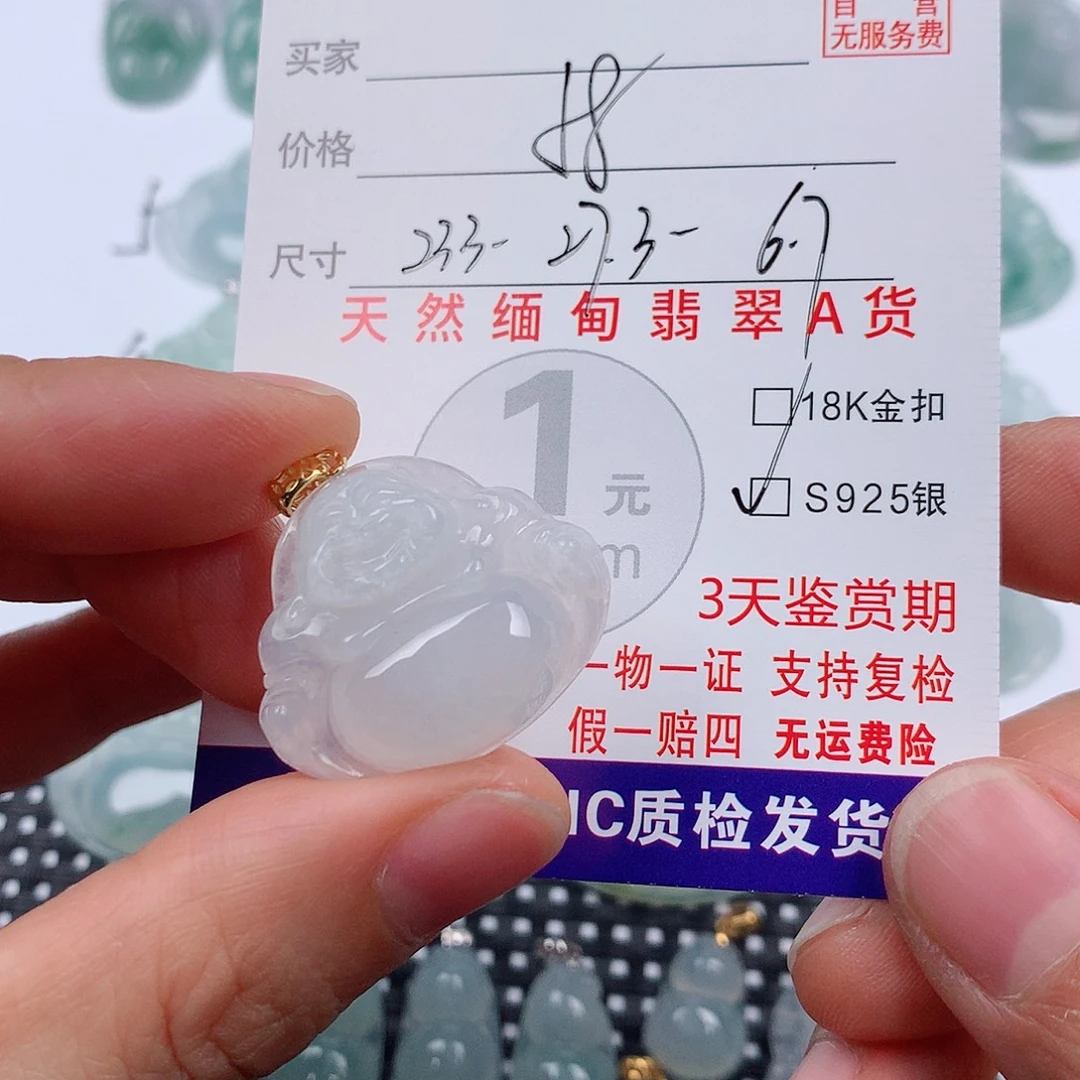 自 营
无服务费
买家
价格
尺寸 233- 27.3- 6.7
天然缅甸翡翠A货
1
元
m
18K金扣
S925银
3天鉴赏期
一物一证 支持复检
假一赔四 无运费险
IC质检发货